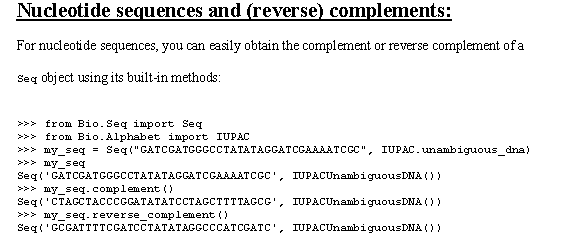 Nucleotide sequences and (reverse) complements:
For nucleotide sequences, you can easily obtain the complement or reverse complement of a
Seq object using its built-in methods:
>>> from Bio.Seq import Seq
>>> from Bio.Alphabet import IUPAC
>>> my_seq = Seq("GATCGATGGGCCTATATAGGATCGAAAATCGC", IUPAC.unambiguous_dna)
>>> my_seq
Seq('GATCGATGGGCCTATATAGGATCGAAAATCGC', IUPACUnambiguousDNA())
>>> my_seq.complement()
Seq('CTAGCTACCCGGATATATCCTAGCTTTTAGCG', IUPACUnambiguousDNA())
>>> my_seq.reverse_complement()
Seq('GCGATTTTCGATCCTATATAGGCCCATCGATC', IUPACUnambiguousDNA())